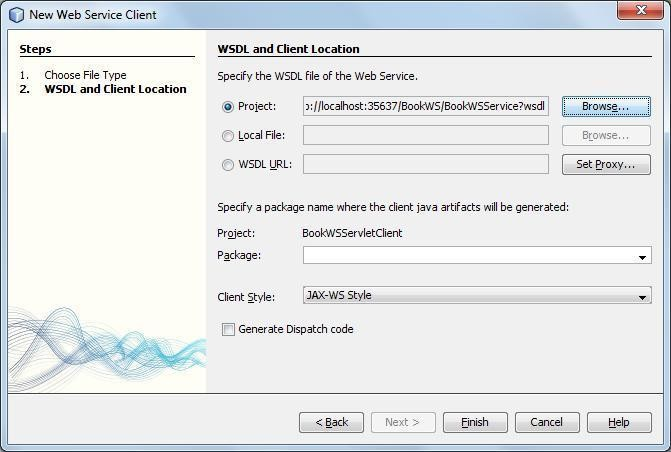 New Web Service Client
Steps
1. Choose File Type
2. WSDL and Client Location
WSDL and Client Location
Specify the WSDL file of the Web Service.
Project: p://localhost:35637/BookWS/BookWSService?wsdl Browse...
Local File: Browse...
WSDL URL: Set Proxy...
Specify a package name where the client java artifacts will be generated:
Project: BookWSServletClient
Package:
Client Style: JAX-WS Style
Generate Dispatch code
< Back Next > Finish Cancel Help